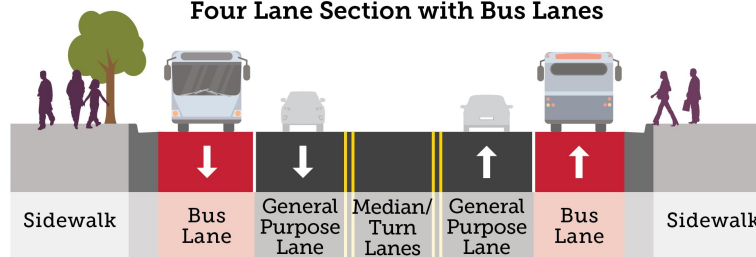 Four Lane Section with Bus Lanes
Sidewalk
Bus
Lane
General
Purpose
Lane
Median/
Turn
Lanes
General
Purpose
Lane
Bus
Lane
Sidewalk